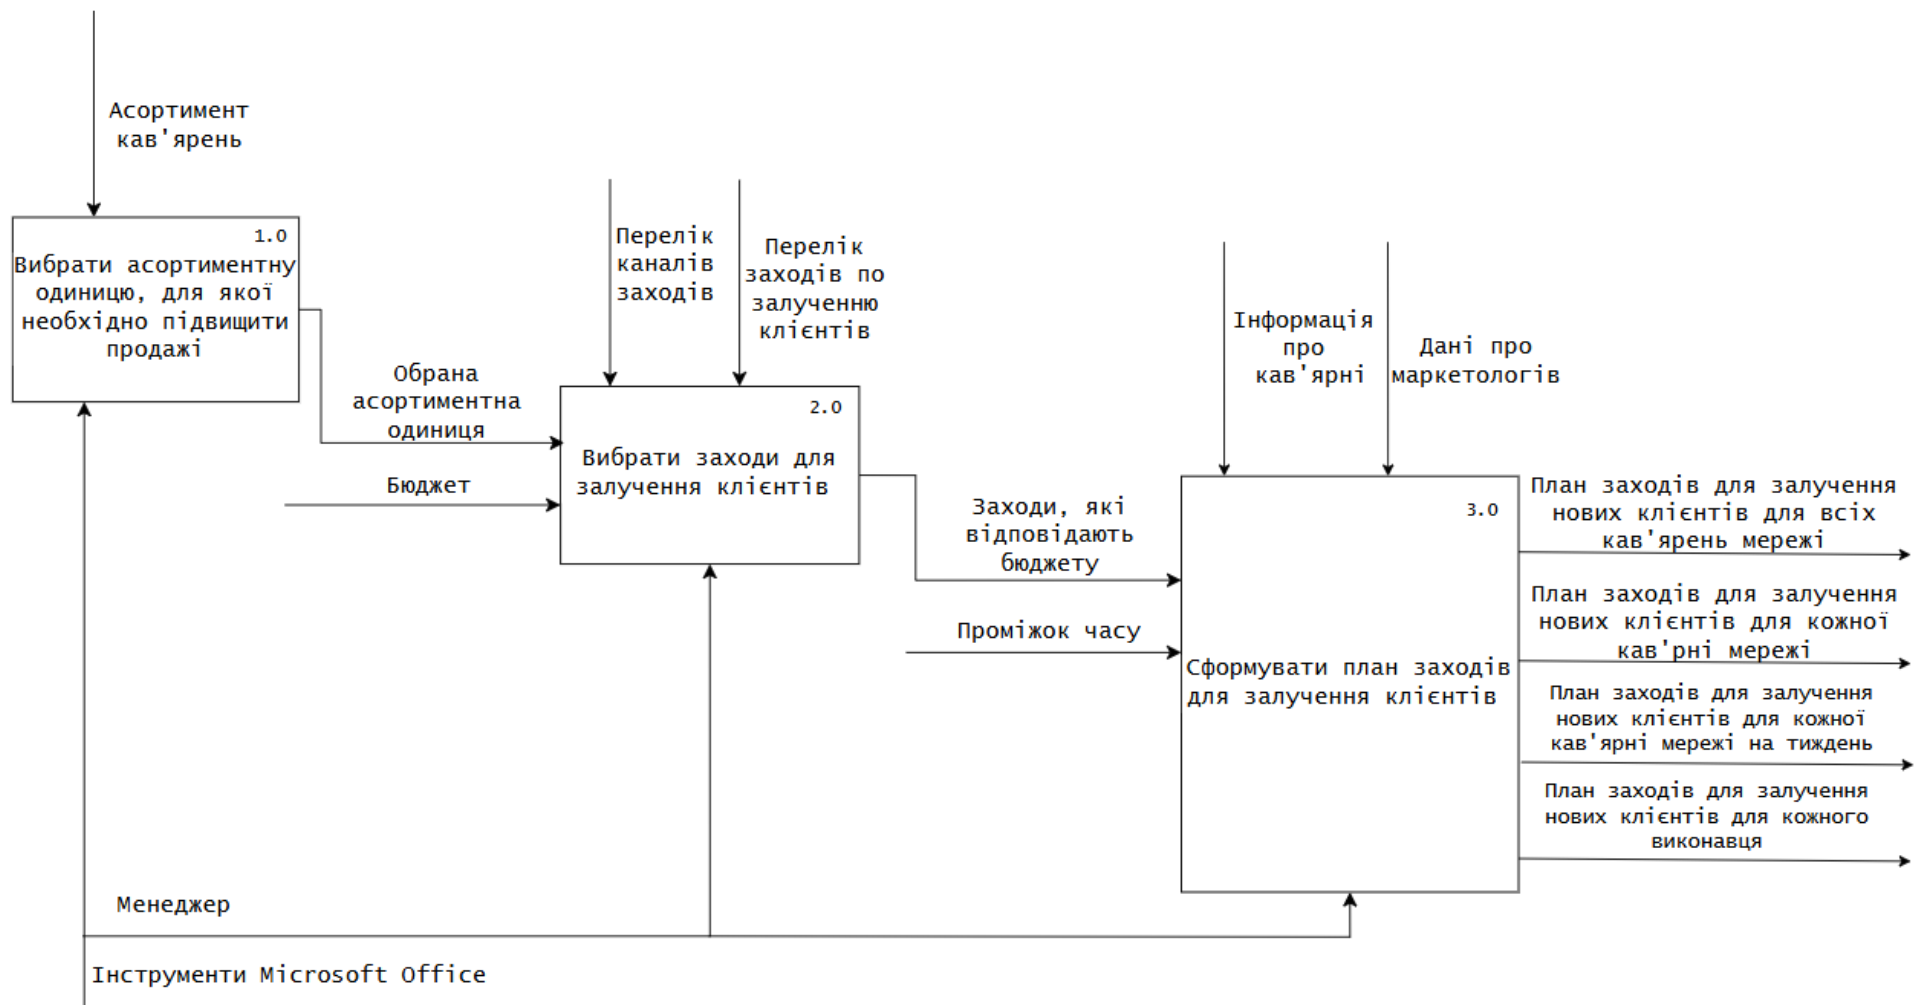 Асортимент
кав'ярень
1.0
Вибрати асортиментну
одиницю, для якої
необхідно підвищити
продажі
Обрана
асортиментна
одиниця
Бюджет
Перелік
каналів
заходів
Перелік
заходів по
залученню
клієнтів
2.0
Вибрати заходи для
залучення клієнтів
Заходи, які
відповідають
бюджету
Проміжок часу
Інформація
про
кав'ярні
Дані про
маркетологів
3.0
Сформувати план заходів
для залучення клієнтів
План заходів для залучення
нових клієнтів для всіх
кав'ярень мережі
План заходів для залучення
нових клієнтів для кожної
кав'рні мережі
План заходів для залучення
нових клієнтів для кожної
кав'ярні мережі на тиждень
План заходів для залучення
нових клієнтів для кожного
виконавця
Менеджер
Інструменти Microsoft Office